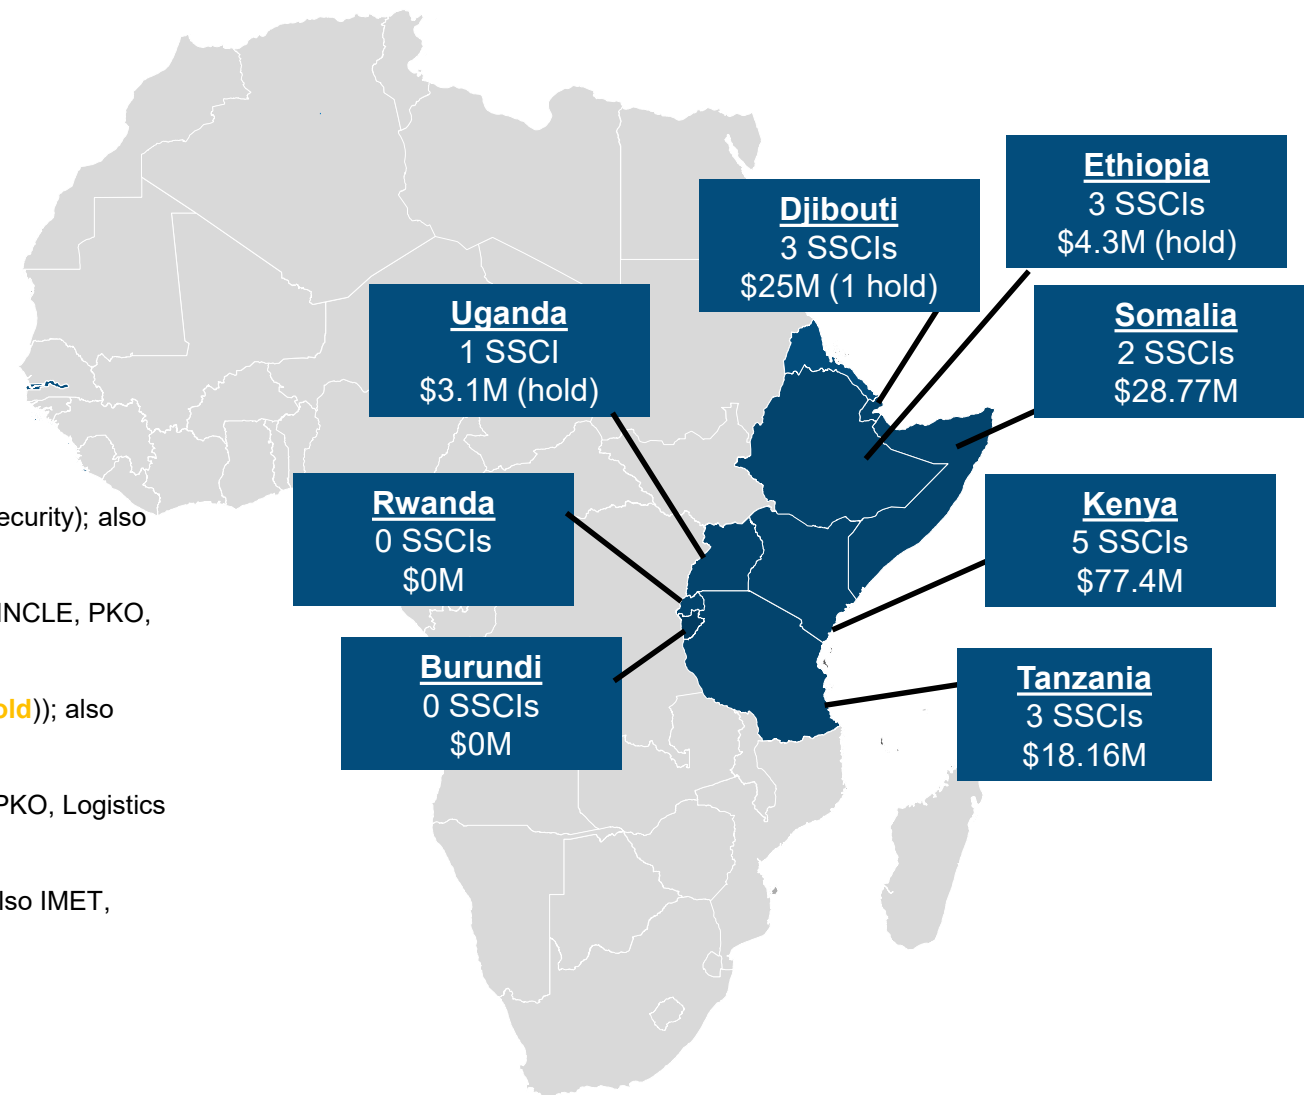 Ethiopia
3 SSCIs
$4.3M (hold)
Djibouti
3 SSCIs
$25M (1 hold)
Uganda
1 SSCI
$3.1M (hold)
Somalia
2 SSCIs
$28.77M
Rwanda
0 SSCIs
$0M
Kenya
5 SSCIs
$77.4M
Burundi
0 SSCIs
$0M
Tanzania
3 SSCIs
$18.16M
ecurity); also
INCLE, PKO,
old)); also
PKO, Logistics
lso IMET,